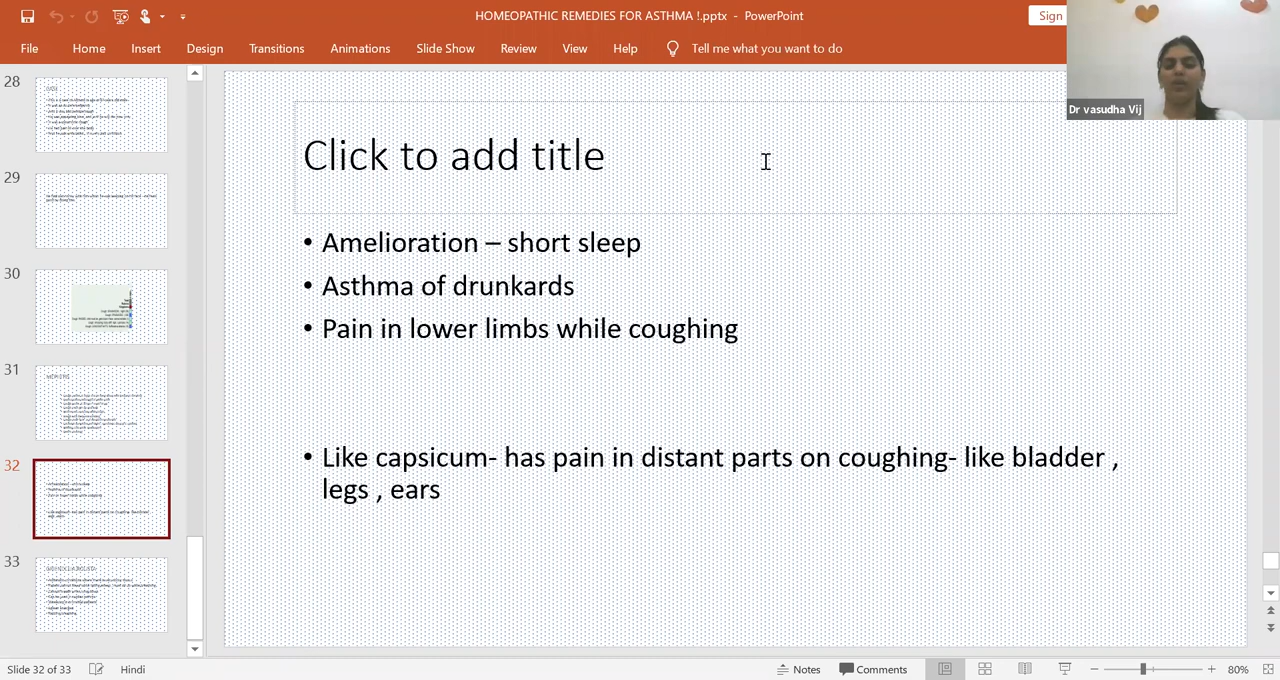 HOMEOPATHIC REMEDIES FOR ASTHMA !.pptx - PowerPoint
Sign
File Home Insert Design Transitions Animations Slide Show Review View Help Tell me what you want to do
Dr vasudha Vij
28
29
30
31
32
33
Click to add title
• Amelioration – short sleep
• Asthma of drunkards
• Pain in lower limbs while coughing
• Like capsicum- has pain in distant parts on coughing- like bladder ,
legs , ears
Slide 32 of 33 Hindi Notes Comments 80%